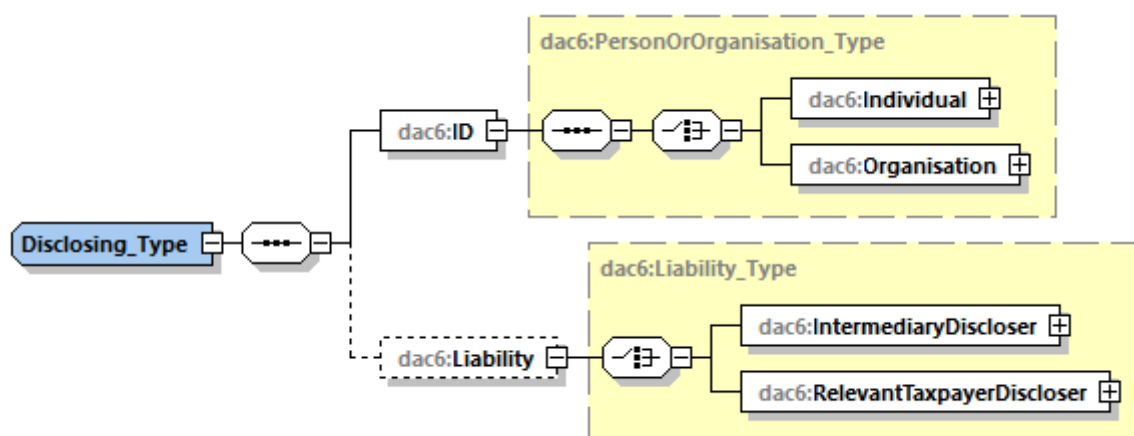 dac6:PersonOrOrganisation_Type
dac6:Individual
dac6:ID
dac6:Organisation
Disclosing_Type
dac6:Liability_Type
dac6:IntermediaryDiscloser
dac6:Liability
dac6:RelevantTaxpayerDiscloser